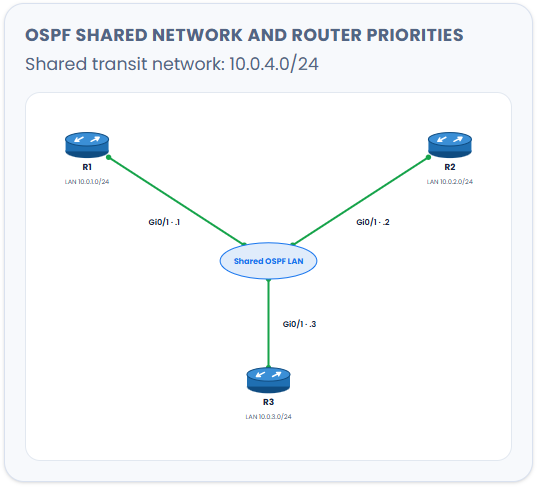 OSPF SHARED NETWORK AND ROUTER PRIORITIES
Shared transit network: 10.0.4.0/24
R1
LAN 10.0.1.0/24
R2
LAN 10.0.2.0/24
Gi0/1 · .1
Gi0/1 · .2
Shared OSPF LAN
Gi0/1 · .3
R3
LAN 10.0.3.0/24